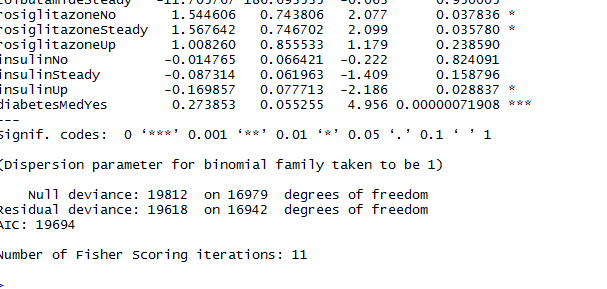 rosiglitazoneNo 1.544606 0.743806 2.077 0.037836 *
rosiglitazoneSteady 1.567642 0.746702 2.099 0.035780 *
rosiglitazoneUp 1.008260 0.855533 1.179 0.238590
insulinNo -0.014765 0.066421 -0.222 0.824091
insulinSteady -0.087314 0.061963 -1.409 0.158796
insulinUp -0.169857 0.077713 -2.186 0.028837 *
diabetesMedYes 0.273853 0.055255 4.956 0.00000071908 ***
---
Signif. codes: 0 ‘***’ 0.001 ‘**’ 0.01 ‘*’ 0.05 ‘.’ 0.1 ‘ ’ 1
(Dispersion parameter for binomial family taken to be 1)
Null deviance: 19812 on 16979 degrees of freedom
Residual deviance: 19618 on 16942 degrees of freedom
AIC: 19694
Number of Fisher Scoring iterations: 11